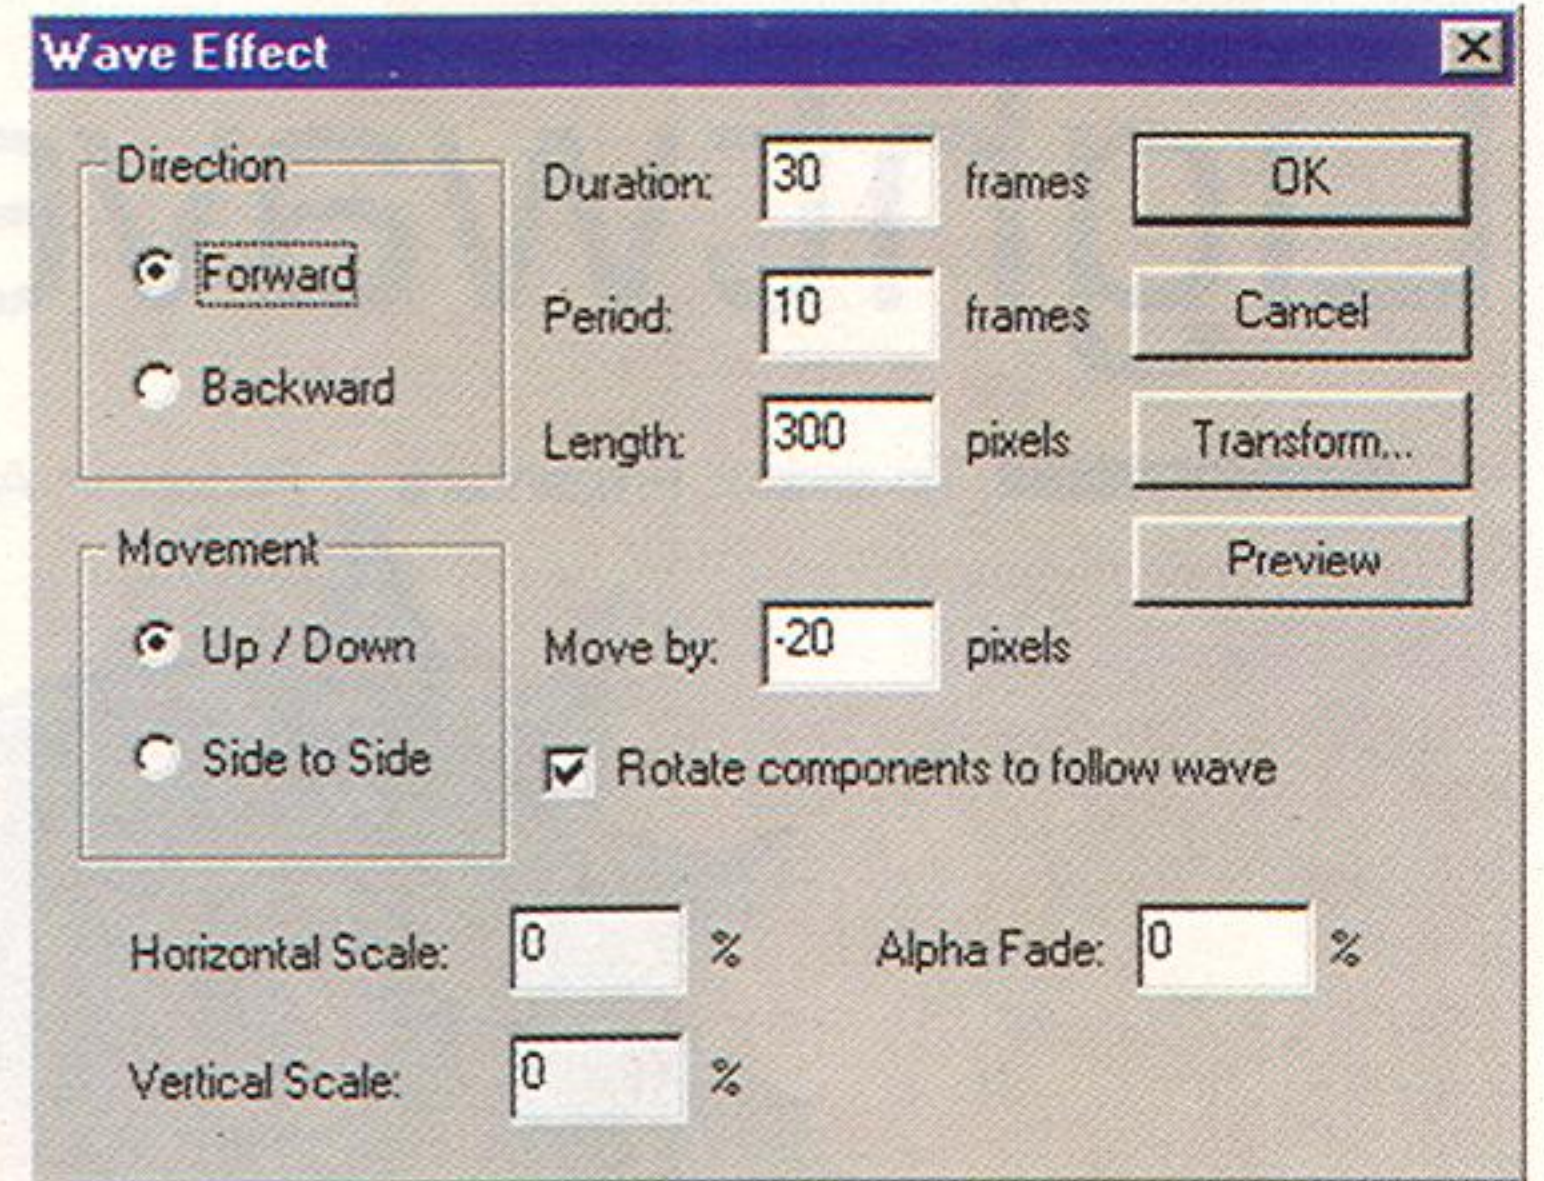 Wave Effect
Direction
Forward
Backward
Duration: 30 frames
Period: 10 frames
Length: 300 pixels
OK
Cancel
Transform...
Preview
Movement
Up / Down
Side to Side
Move by: -20 pixels
Rotate components to follow wave
Horizontal Scale: 0 %
Alpha Fade: 0 %
Vertical Scale: 0 %